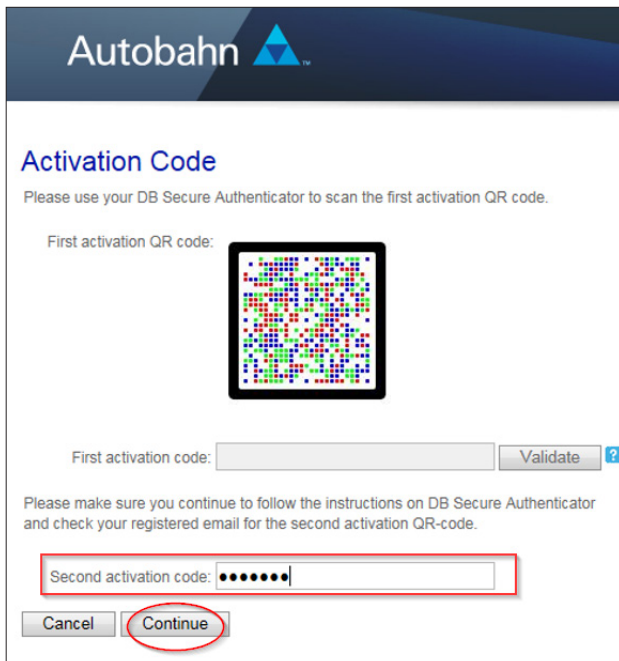 Autobahn ™
Activation Code
Please use your DB Secure Authenticator to scan the first activation QR code.
First activation QR code:
First activation code:
Validate
?
Please make sure you continue to follow the instructions on DB Secure Authenticator
and check your registered email for the second activation QR-code.
Second activation code: ●●●●●●●
Cancel
Continue